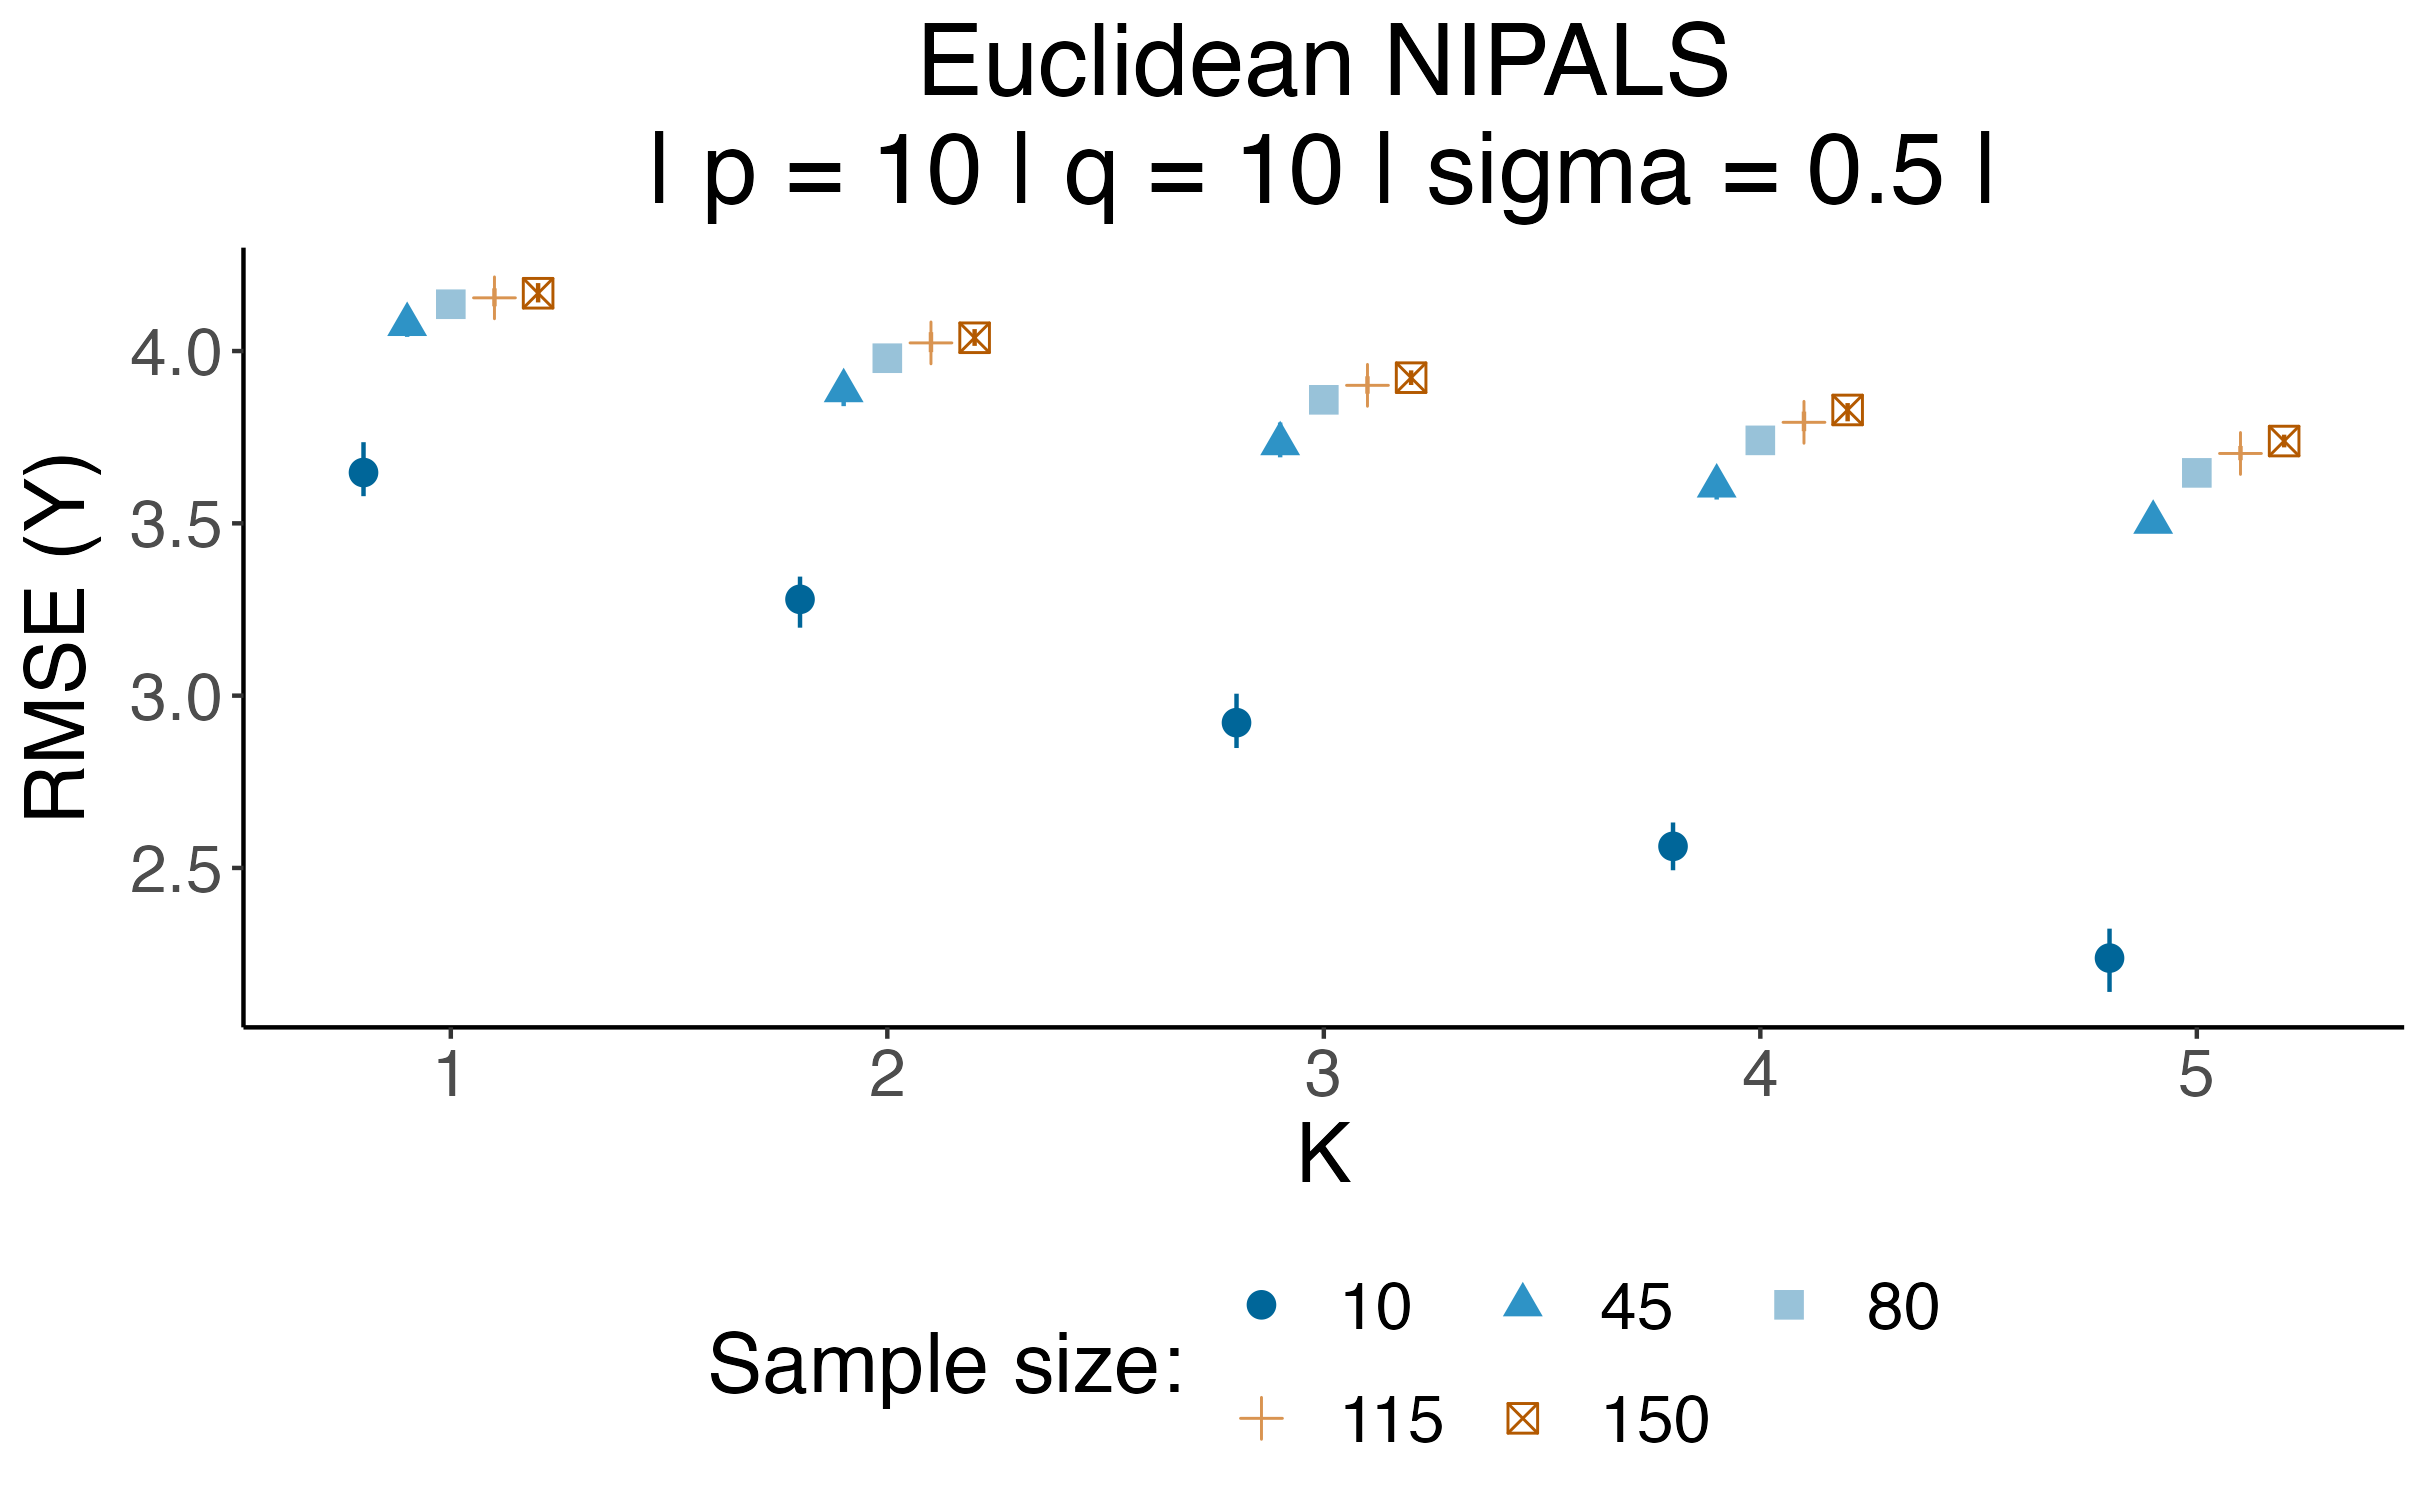 Euclidean NIPALS
| p = 10 | q = 10 | sigma = 0.5 |
RMSE (Y)
4.0
3.5
3.0
2.5
1 2 3 4 5
K
Sample size:
10 45 80
115 150